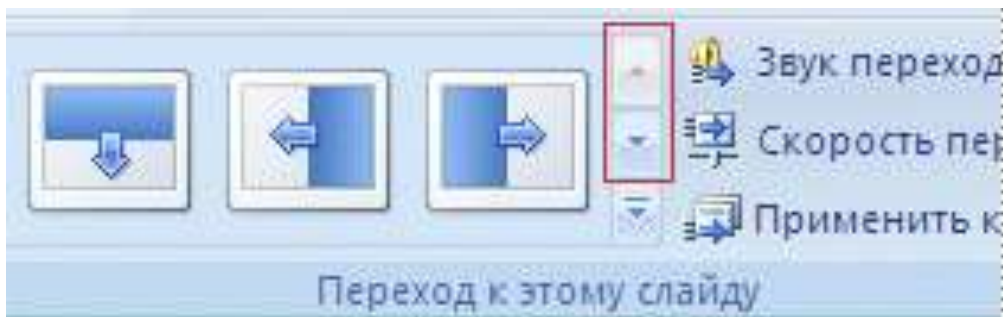 Звук переход
Скорость пер
Применить к
Переход к этому слайду